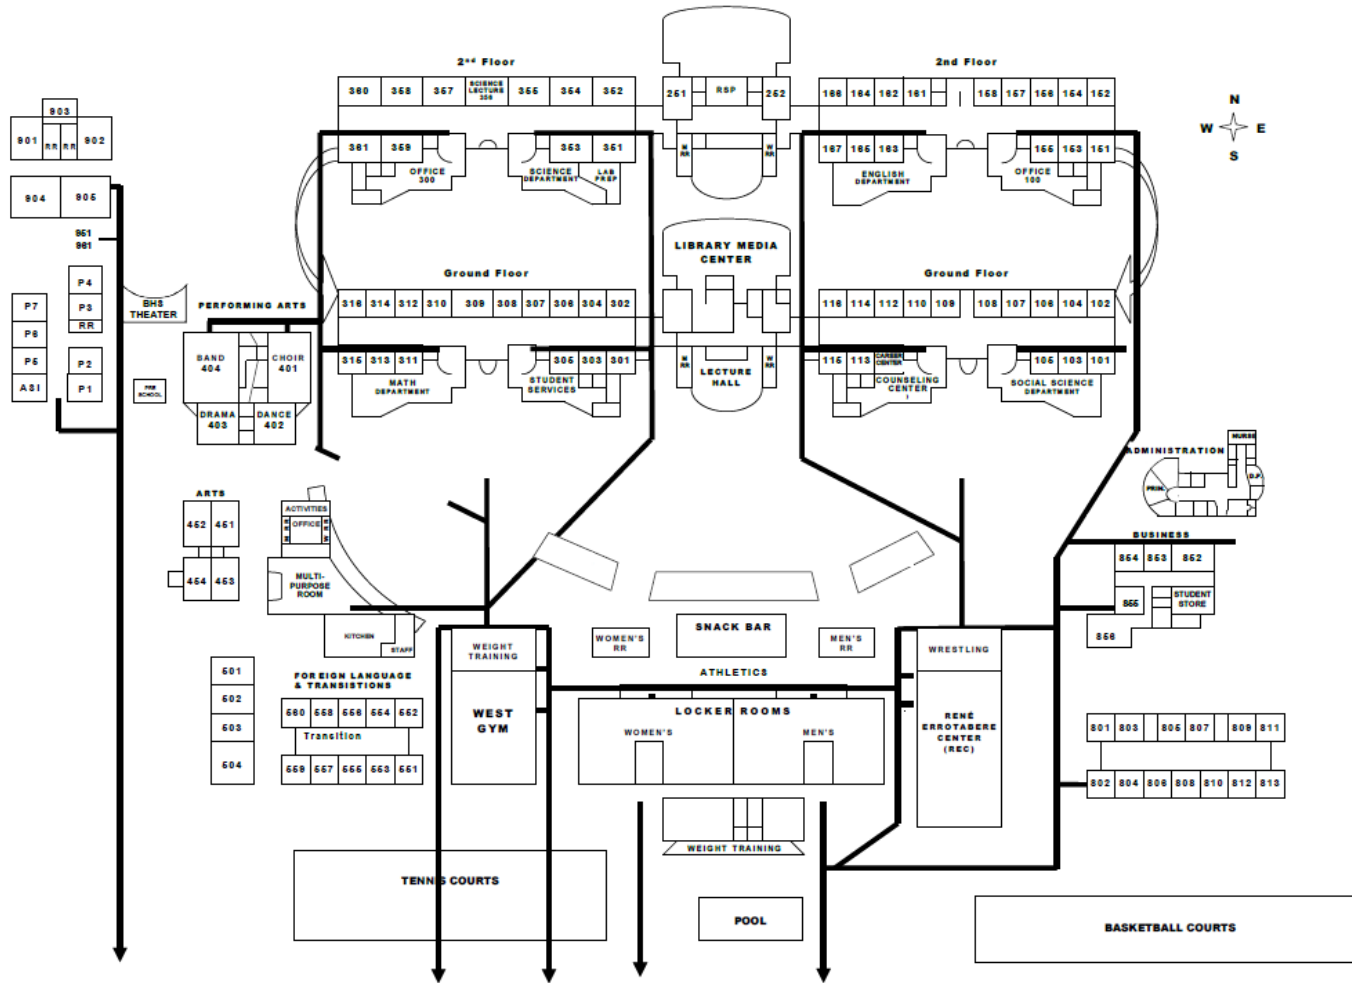 2nd Floor
2nd Floor
360 358 357 SCIENCE LECTURE 356 355 354 352
251 RSP 252
166 164 162 161 158 157 156 154 152
N
W E
S
903
901 RR RR 902
361 359 353 351
M RR
W RR
167 165 163
155 153 151
OFFICE 300
SCIENCE DEPARTMENT
LAB PREP
ENGLISH DEPARTMENT
OFFICE 100
904 905
951
961
LIBRARY MEDIA CENTER
Ground Floor
Ground Floor
P4
P3
RR
P2
P1
P7
P6
P5
ASI
BHS THEATER
PRE SCHOOL
PERFORMING ARTS
316 314 312 310 309 308 307 306 304 302
116 114 112 110 109 108 107 106 104 102
BAND 404
CHOIR 401
DRAMA 403
DANCE 402
315 313 311
305 303 301
M RR
LECTURE HALL
W RR
115 113 CAREER CENTER
105 103 101
MATH DEPARTMENT
STUDENT SERVICES
COUNSELING CENTER
I
SOCIAL SCIENCE DEPARTMENT
ADMINISTRATION
NURSE
PRIN.
D.P.
ARTS
452 451
454 453
ACTIVITIES
OFFICE
MULTI-
PURPOSE
ROOM
KITCHEN
STAFF
BUSINESS
854 853 852
855
STUDENT STORE
856
WEIGHT TRAINING
WOMEN'S RR
SNACK BAR
MEN'S RR
WRESTLING
501
502
503
504
FOREIGN LANGUAGE
& TRANSISTIONS
560 558 556 554 552
Transition
559 557 555 553 551
WEST GYM
ATHLETICS
LOCKER ROOMS
WOMEN'S
MEN'S
RENÉ
ERROTABERE
CENTER
(REC)
801 803 805 807 809 811
802 804 806 808 810 812 813
WEIGHT TRAINING
TENNIS COURTS
POOL
BASKETBALL COURTS